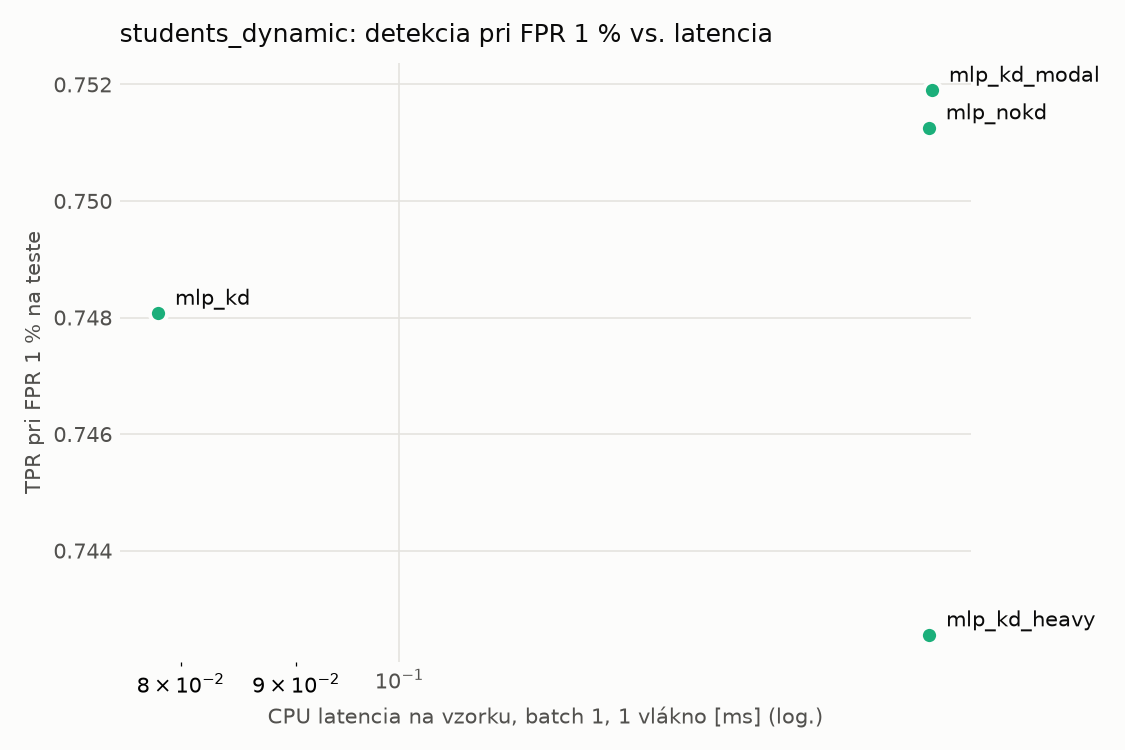 students_dynamic: detekcia pri FPR 1 % vs. latencia
0.752
mlp_kd_modal
mlp_nokd
0.750
mlp_kd
0.748
0.746
0.744
mlp_kd_heavy
TPR pri FPR 1 % na teste
8 × 10⁻² 9 × 10⁻² 10⁻¹
CPU latencia na vzorku, batch 1, 1 vlákno [ms] (log.)